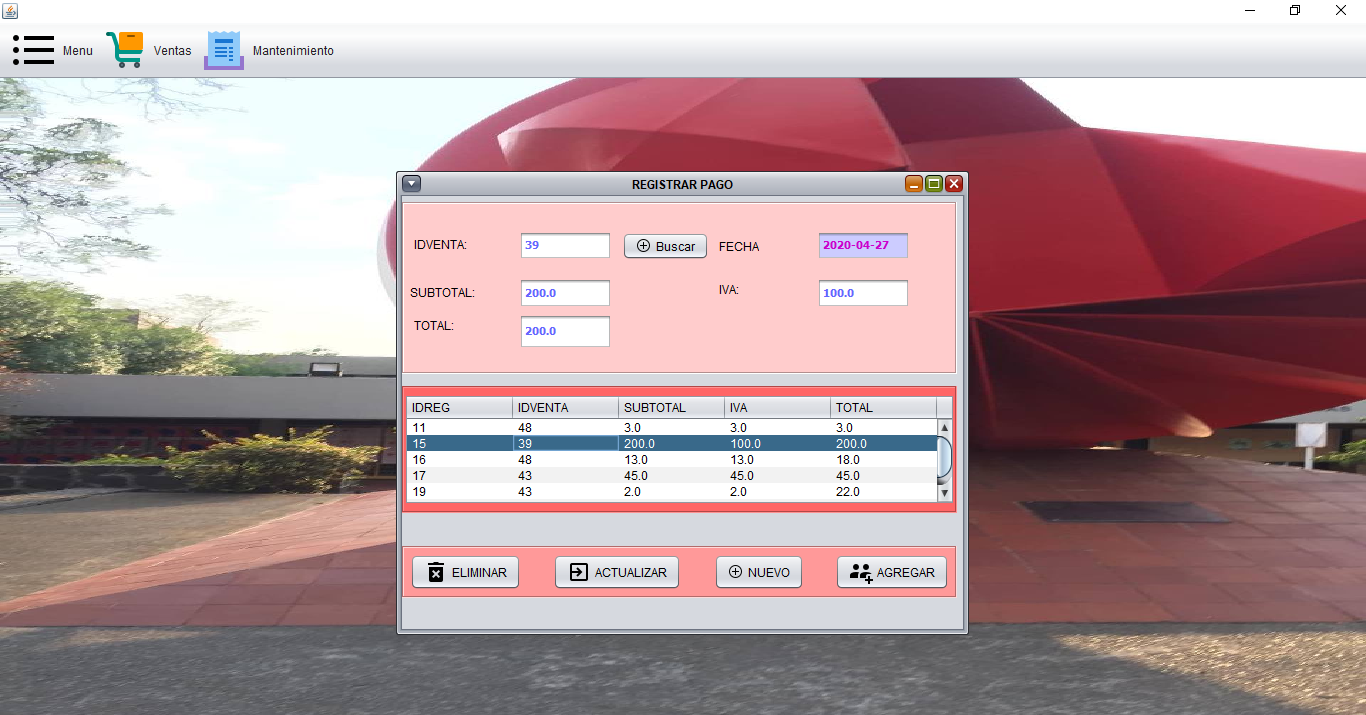 Menu Ventas Mantenimiento
REGISTRAR PAGO
IDVENTA: 39 Buscar FECHA 2020-04-27
SUBTOTAL: 200.0 IVA: 100.0
TOTAL: 200.0
IDREG IDVENTA SUBTOTAL IVA TOTAL
11 48 3.0 3.0 3.0
15 39 200.0 100.0 200.0
16 48 13.0 13.0 18.0
17 43 45.0 45.0 45.0
19 43 2.0 2.0 22.0
ELIMINAR ACTUALIZAR NUEVO AGREGAR